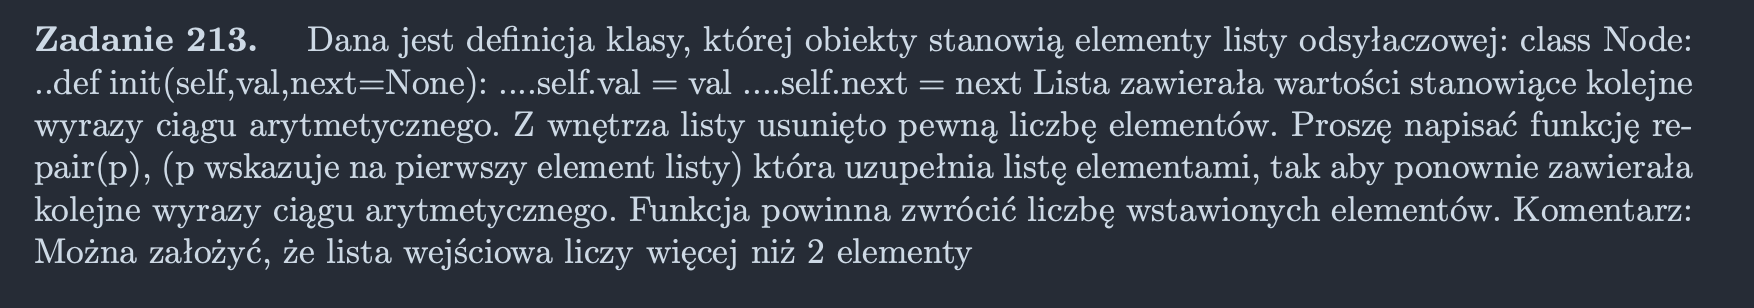 Zadanie 213. Dana jest definicja klasy, której obiekty stanowią elementy listy odsyłaczowej: class Node:
..def init(self,val,next=None): ....self.val = val ....self.next = next Lista zawierała wartości stanowiące kolejne
wyrazy ciągu arytmetycznego. Z wnętrza listy usunięto pewną liczbę elementów. Proszę napisać funkcję re-
pair(p), (p wskazuje na pierwszy element listy) która uzupełnia listę elementami, tak aby ponownie zawierała
kolejne wyrazy ciągu arytmetycznego. Funkcja powinna zwrócić liczbę wstawionych elementów. Komentarz:
Można założyć, że lista wejściowa liczy więcej niż 2 elementy